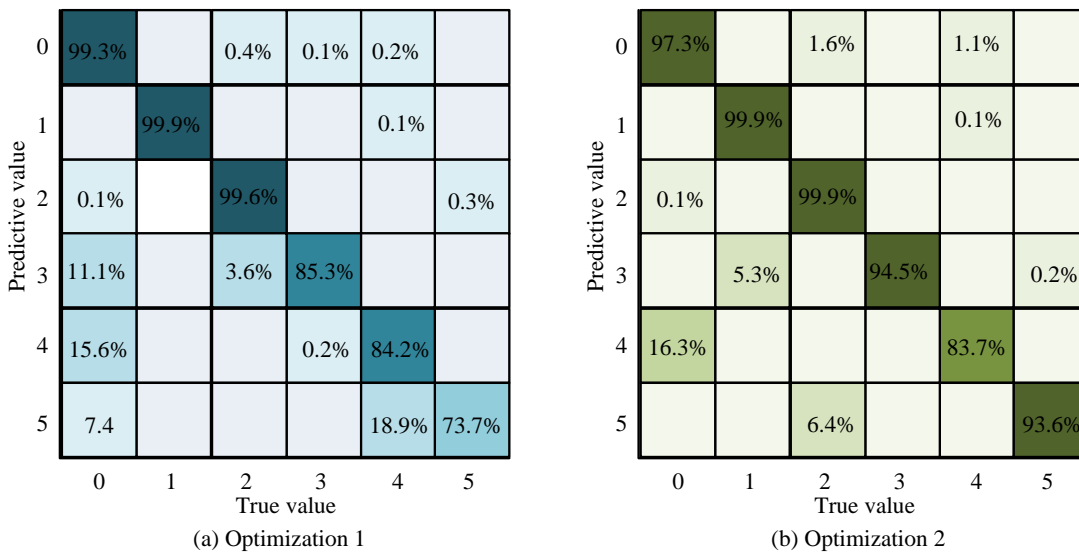 0 99.3% 0.4% 0.1% 0.2%
1 99.9% 0.1%
2 0.1% 99.6% 0.3%
3 11.1% 3.6% 85.3%
4 15.6% 0.2% 84.2%
5 7.4 18.9% 73.7%
0 1 2 3 4 5
Predictive value
True value
(a) Optimization 1
0 97.3% 1.6% 1.1%
1 99.9% 0.1%
2 0.1% 99.9%
3 5.3% 94.5% 0.2%
4 16.3% 83.7%
5 6.4% 93.6%
0 1 2 3 4 5
Predictive value
True value
(b) Optimization 2